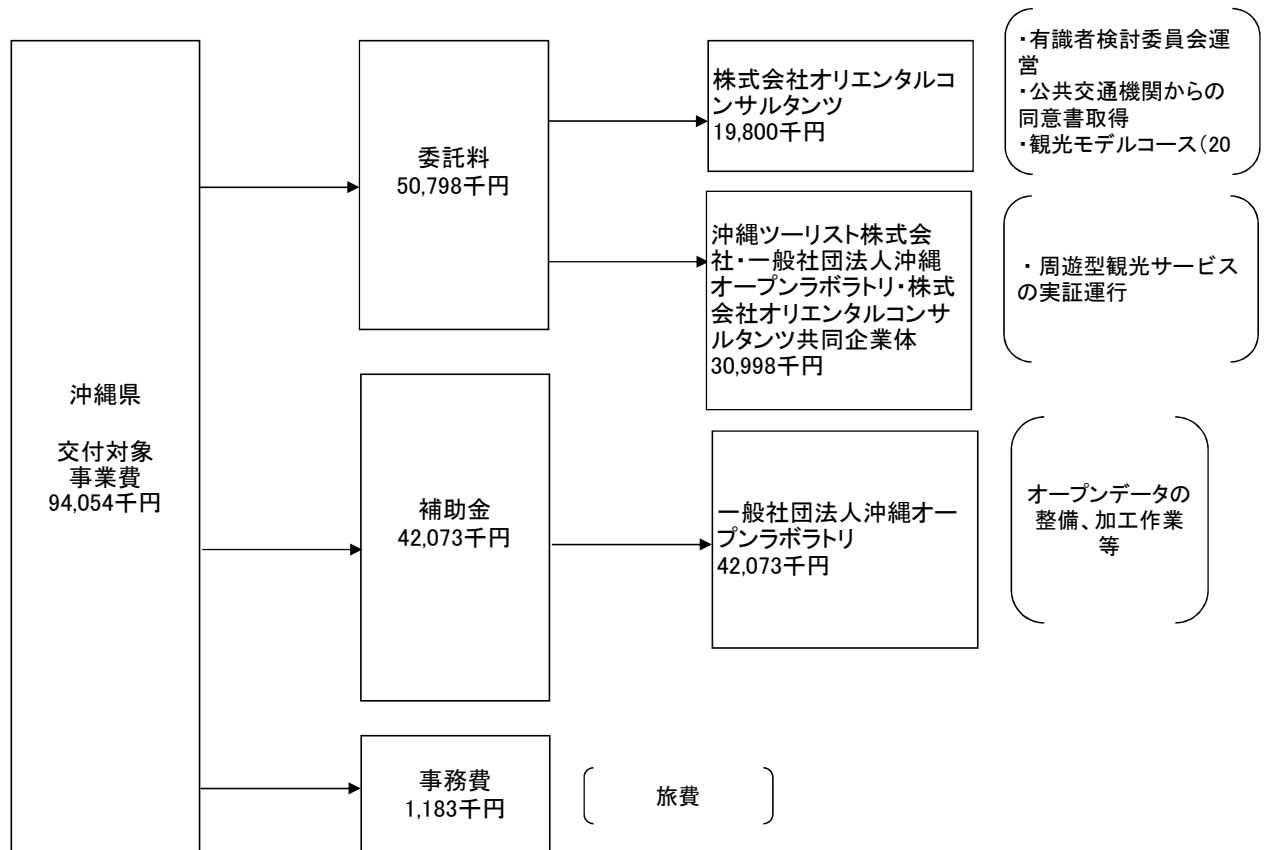 沖縄県
交付対象
事業費
94,054千円
委託料
50,798千円
株式会社オリエンタルコ
ンサルタンツ
19,800千円
・有識者検討委員会運
営
・公共交通機関からの
同意書取得
・観光モデルコース(20
沖縄ツーリスト株式会
社・一般社団法人沖縄
オープンラボラトリ・株式
会社オリエンタルコンサ
ルタンツ共同企業体
30,998千円
・周遊型観光サービス
の実証運行
補助金
42,073千円
一般社団法人沖縄オー
プンラボラトリ
42,073千円
オープンデータの
整備、加工作業
等
事務費
1,183千円
旅費